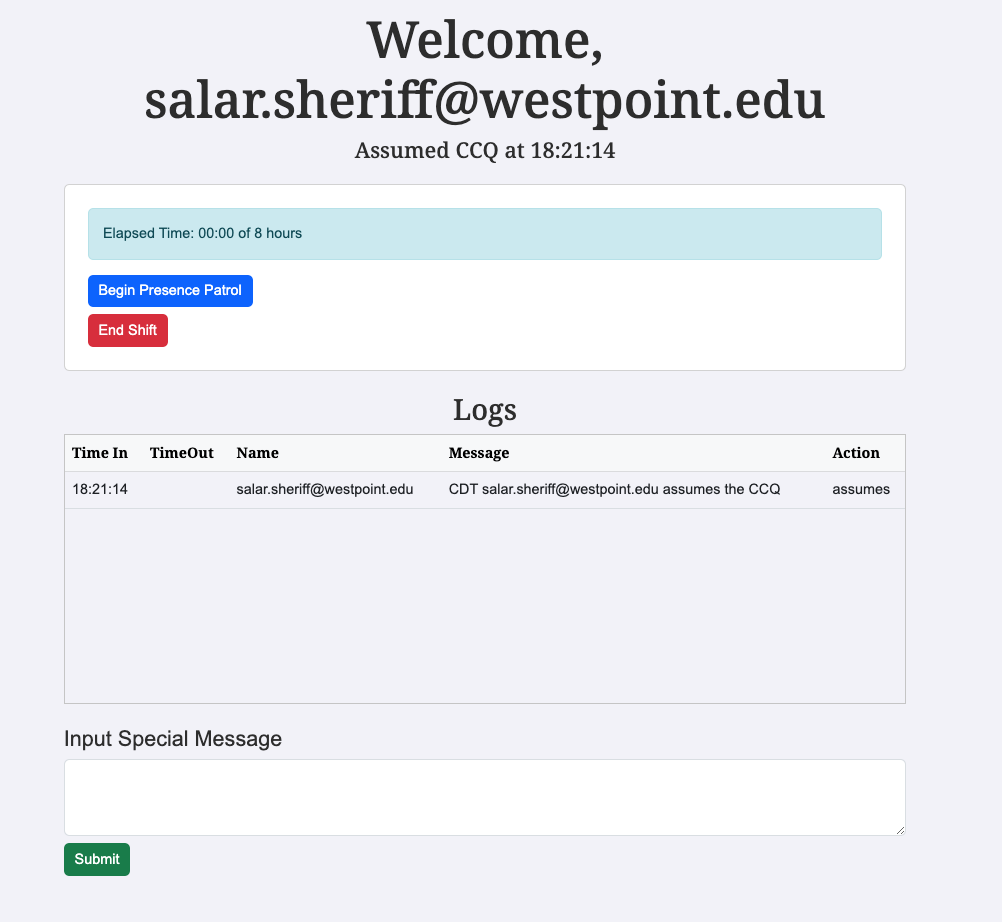 Welcome,
salar.sheriff@westpoint.edu
Assumed CCQ at 18:21:14
Elapsed Time: 00:00 of 8 hours
Begin Presence Patrol
End Shift
Logs
Time In TimeOut Name Message Action
18:21:14 salar.sheriff@westpoint.edu CDT salar.sheriff@westpoint.edu assumes the CCQ assumes
Input Special Message
Submit